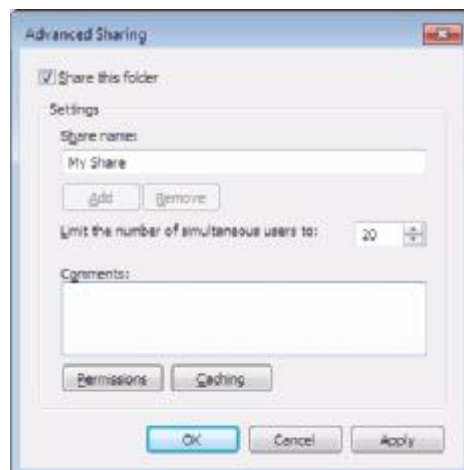 Advanced Sharing
Share this folder
Settings
Share name:
My Share
Add Remove
Limit the number of simultaneous users to: 20
Comments:
Permissions Caching
OK Cancel Apply